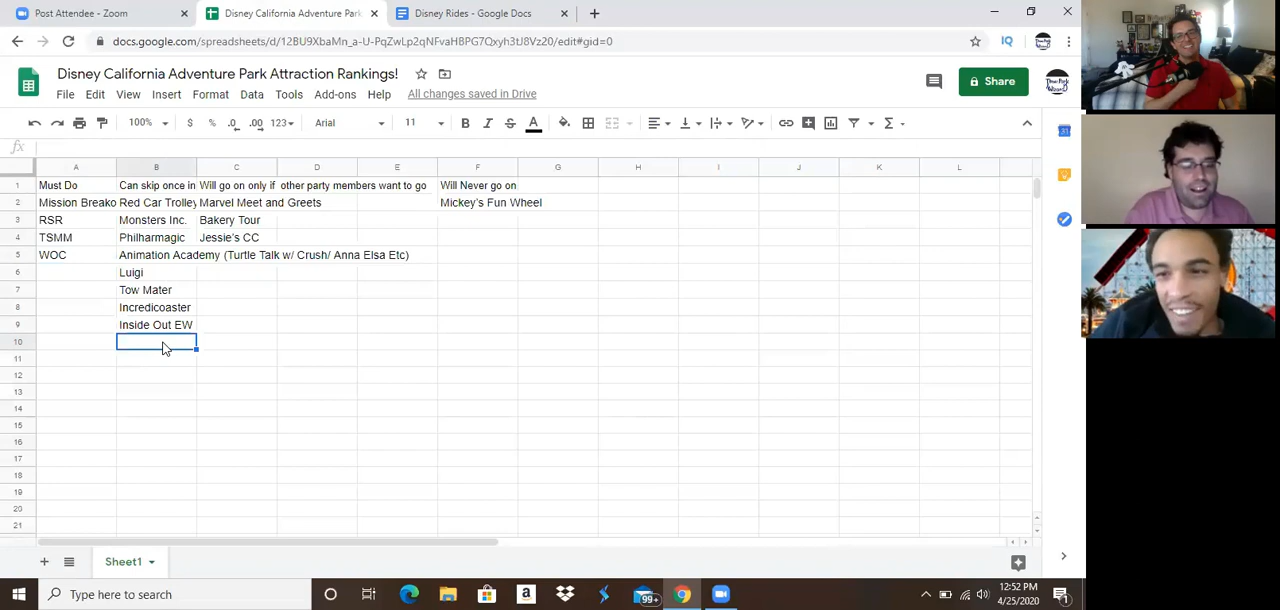 Post Attendee - Zoom
Disney California Adventure Park
Disney Rides - Google Docs
docs.google.com/spreadsheets/d/12BU9XbaMn_a-U-PqZwLp2qNFvaH8PG7Qxyh3tJ8Vz20/edit#gid=0
IQ
Disney California Adventure Park Attraction Rankings!
File Edit View Insert Format Data Add-ons Help All changes saved in Drive
Share
100% $ % .0 .00 123 Arial 11 B I S A
fx
A B C D E F G H I J K L
1 Must Do Can skip once in Will go on only if other party members want to go Will Never go on
2 Mission Breako Red Car Trolley Marvel Meet and Greets Mickey's Fun Wheel
3 RSR Monsters Inc. Bakery Tour
4 TSMM Philharmagic Jessie's CC
5 WOC Animation Academy (Turtle Talk w/ Crush/ Anna Elsa Etc)
6 Luigi
7 Tow Mater
8 Incredicoaster
9 Inside Out EW
10
11
12
13
14
15
16
17
18
19
20
21
Sheet1
Type here to search
99+
12:52 PM
4/25/2020